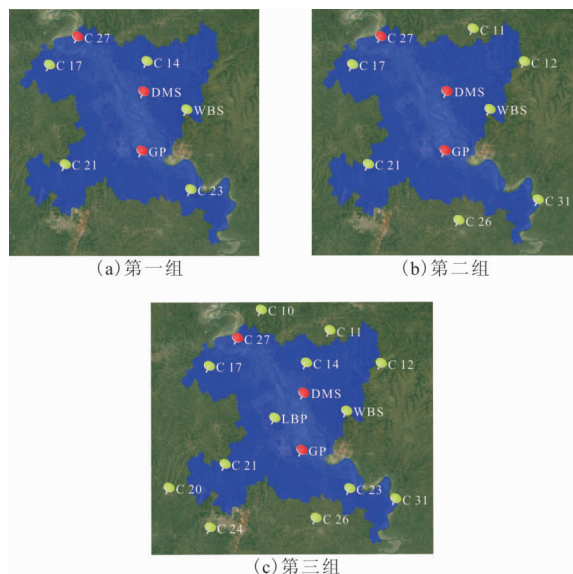 C 27
C 14
C 17
DMS
WBS
GP
C 21
C 23
(a)第一组
C 11
C 27
C 12
C 17
DMS
WBS
GP
C 21
C 31
C 26
(b)第二组
C 10
C 11
C 27
C 14
C 12
C 17
DMS
WBS
LBP
GP
C 21
C 20
C 23
C 31
C 26
C 24
(c)第三组